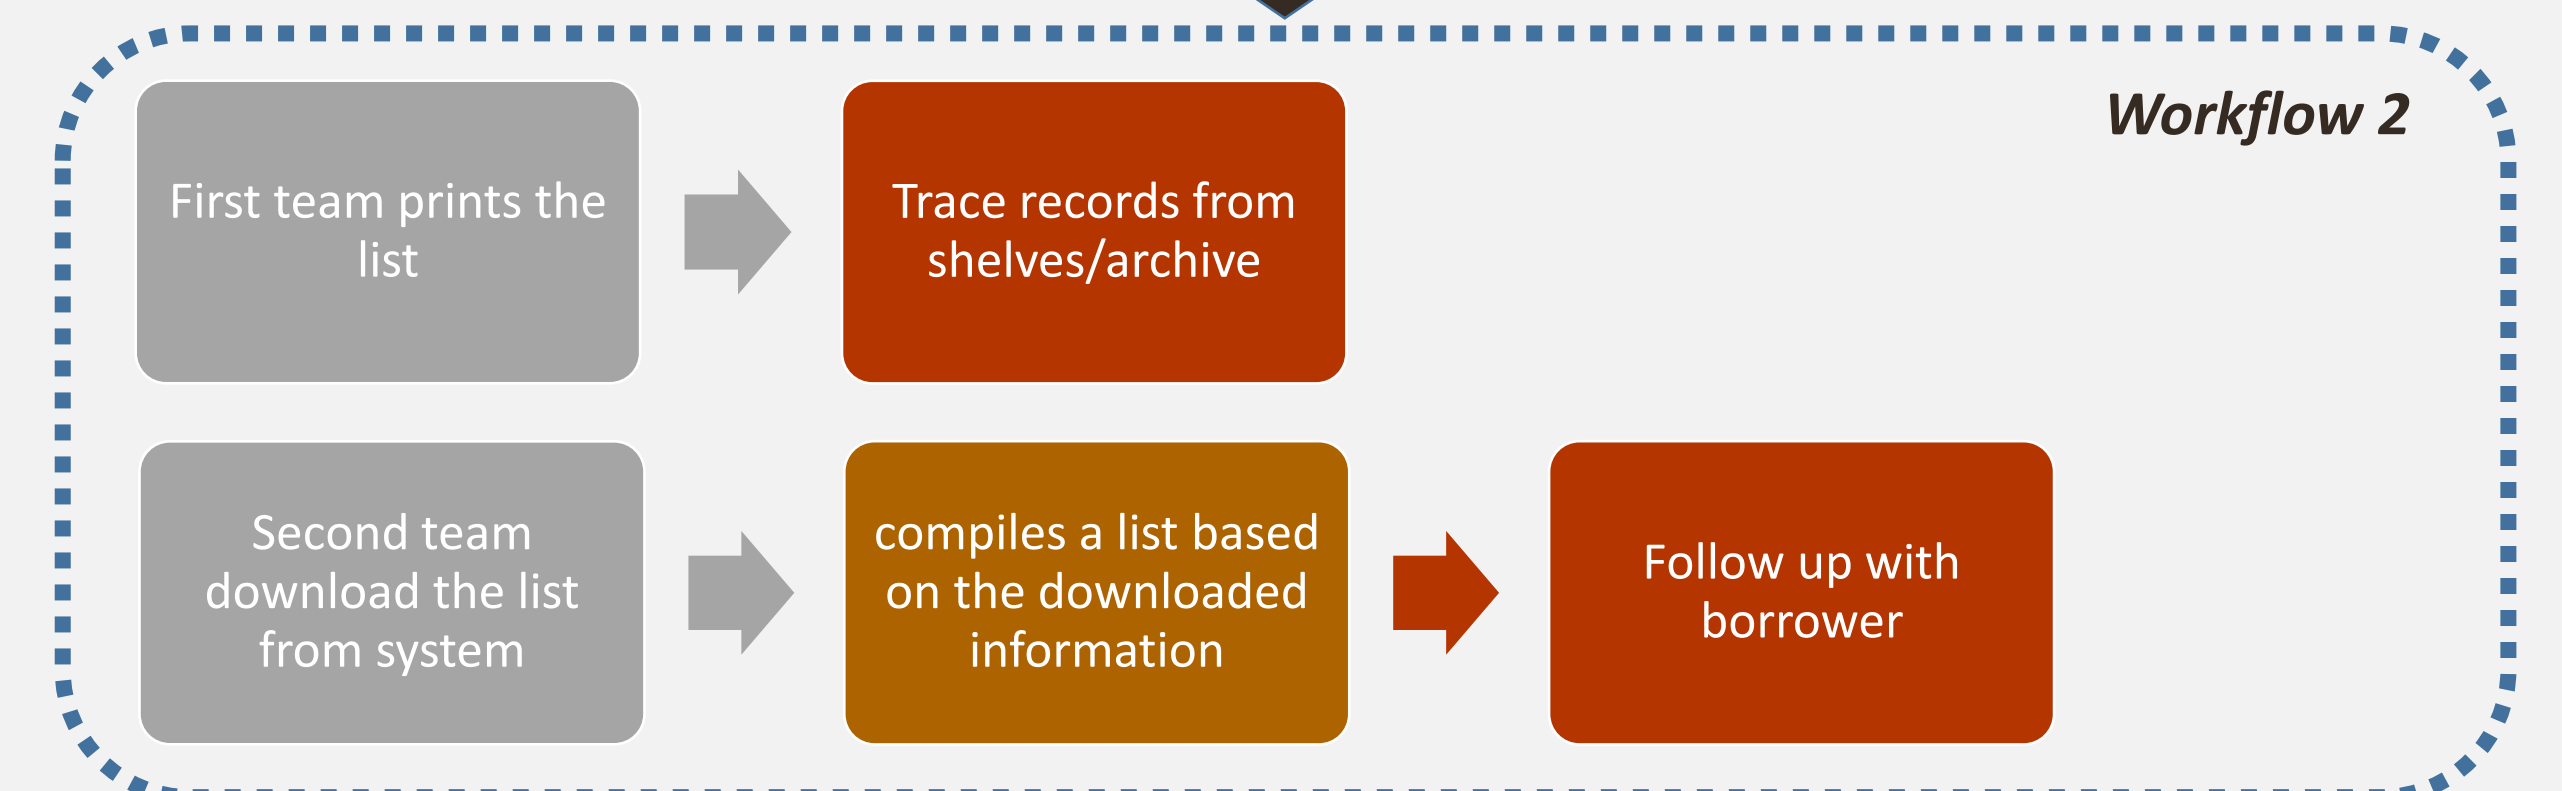 Workflow 2
First team prints the
list
Trace records from
shelves/archive
Second team
download the list
from system
compiles a list based
on the downloaded
information
Follow up with
borrower